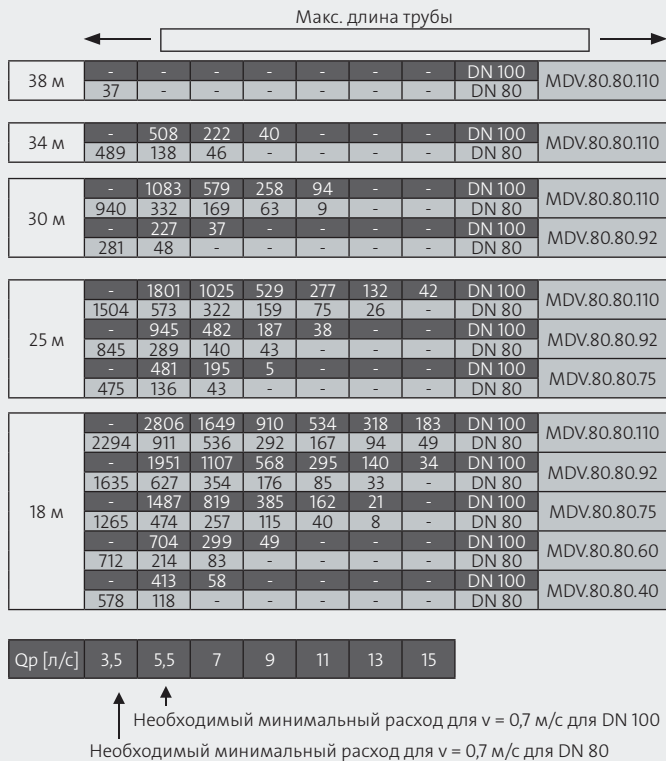 Макс. длина трубы
38 м - - - - - - - DN 100 MDV.80.80.110
37 - - - - - - DN 80
34 м - 508 222 40 - - - DN 100 MDV.80.80.110
489 138 46 - - - - DN 80
30 м - 1083 579 258 94 - - DN 100 MDV.80.80.110
940 332 169 63 9 - - DN 80
- 227 37 - - - - DN 100 MDV.80.80.92
281 48 - - - - - DN 80
25 м - 1801 1025 529 277 132 42 DN 100 MDV.80.80.110
1504 573 322 159 75 26 - DN 80
- 945 482 187 38 - - DN 100 MDV.80.80.92
845 289 140 43 - - - DN 80
- 481 195 5 - - - DN 100 MDV.80.80.75
475 136 43 - - - - DN 80
18 м - 2806 1649 910 534 318 183 DN 100 MDV.80.80.110
2294 911 536 292 167 94 49 DN 80
- 1951 1107 568 295 140 34 DN 100 MDV.80.80.92
1635 627 354 176 85 33 - DN 80
- 1487 819 385 162 21 - DN 100 MDV.80.80.75
1265 474 257 115 40 8 - DN 80
- 704 299 49 - - - DN 100 MDV.80.80.60
712 214 83 - - - - DN 80
- 413 58 - - - - DN 100 MDV.80.80.40
578 118 - - - - - DN 80
Qp [л/с] 3,5 5,5 7 9 11 13 15
Необходимый минимальный расход для v = 0,7 м/с для DN 100
Необходимый минимальный расход для v = 0,7 м/с для DN 80